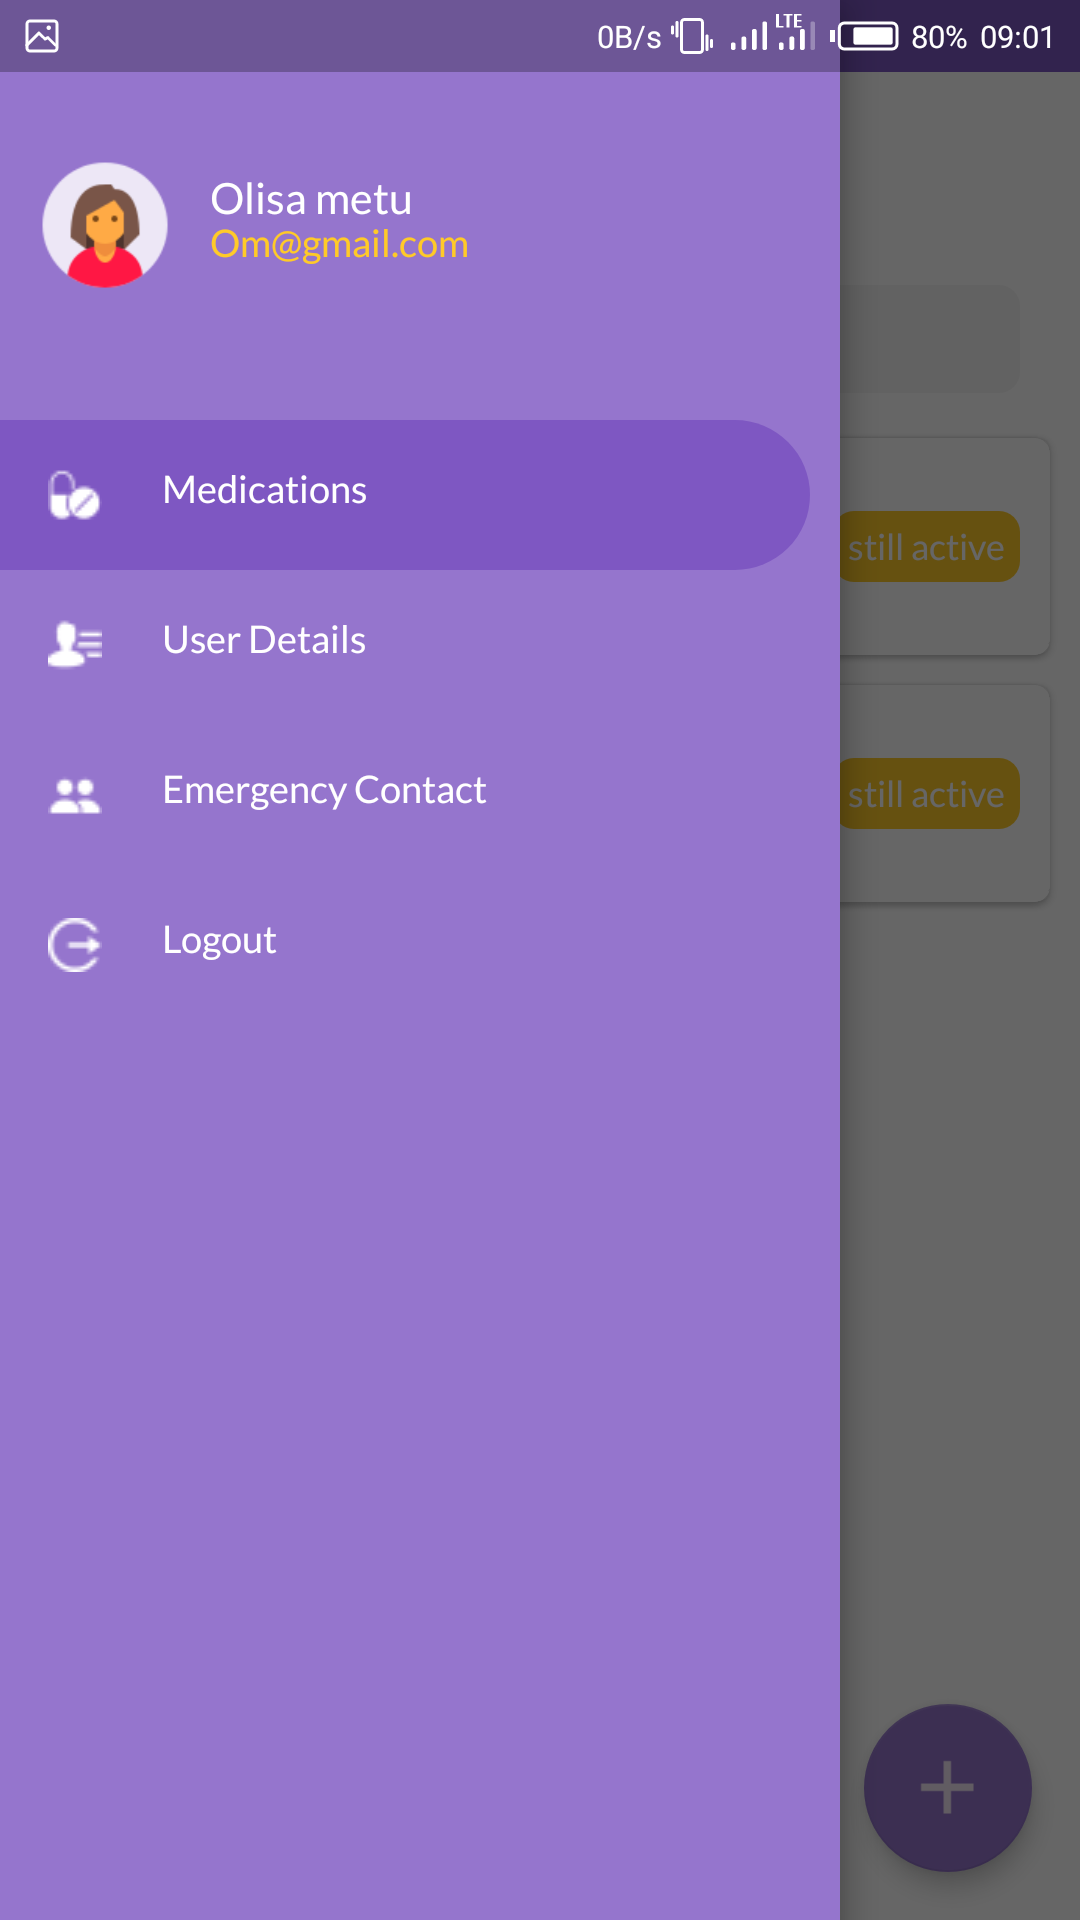 0B/s LTE 80% 09:01
Olisa metu
Om@gmail.com
Medications
still active
User Details
Emergency Contact
still active
Logout